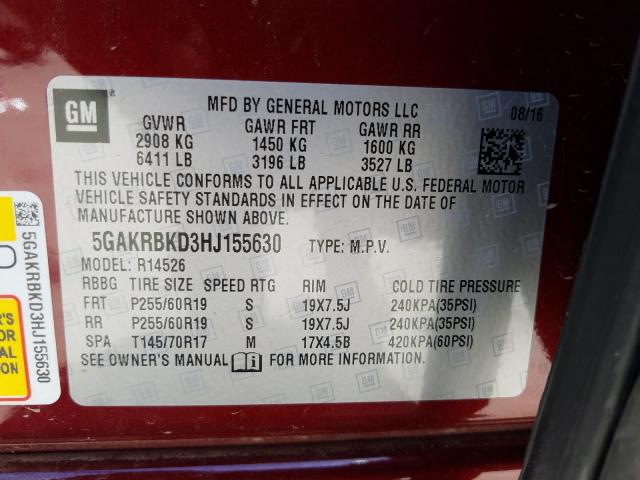 GM
MFD BY GENERAL MOTORS LLC
08/16
GVWR GAWR FRT GAWR RR
2908 KG 1450 KG 1600 KG
6411 LB 3196 LB 3527 LB
THIS VEHICLE CONFORMS TO ALL APPLICABLE U.S. FEDERAL MOTOR
VEHICLE SAFETY STANDARDS IN EFFECT ON THE DATE OF
MANUFACTURE SHOWN ABOVE.
5GAKRBKD3HJ155630 TYPE: M.P.V.
MODEL: R14526
RBBG TIRE SIZE SPEED RTG RIM COLD TIRE PRESSURE
FRT P255/60R19 S 19X7.5J 240KPA(35PSI)
RR P255/60R19 S 19X7.5J 240KPA(35PSI)
SPA T145/70R17 M 17X4.5B 420KPA(60PSI)
SEE OWNER'S MANUAL FOR MORE INFORMATION.
5GAKRBKD3HJ155630